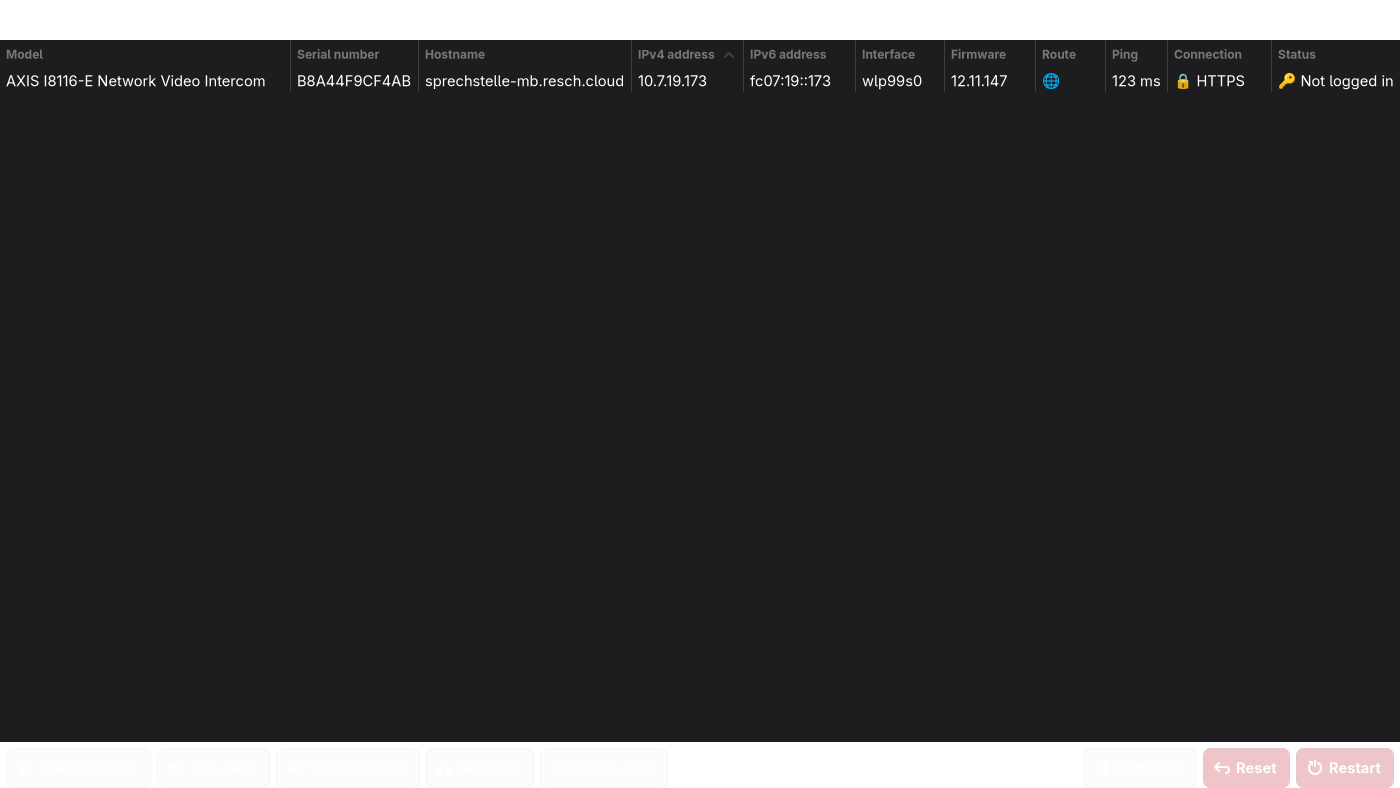 Model Serial number Hostname IPv4 address IPv6 address Interface Firmware Route Ping Connection Status
AXIS I8116-E Network Video Intercom B8A44F9CF4AB sprechstelle-mb.resch.cloud 10.7.19.173 fc07:19::173 wlp99s0 12.11.147 123 ms HTTPS Not logged in
Reset Restart